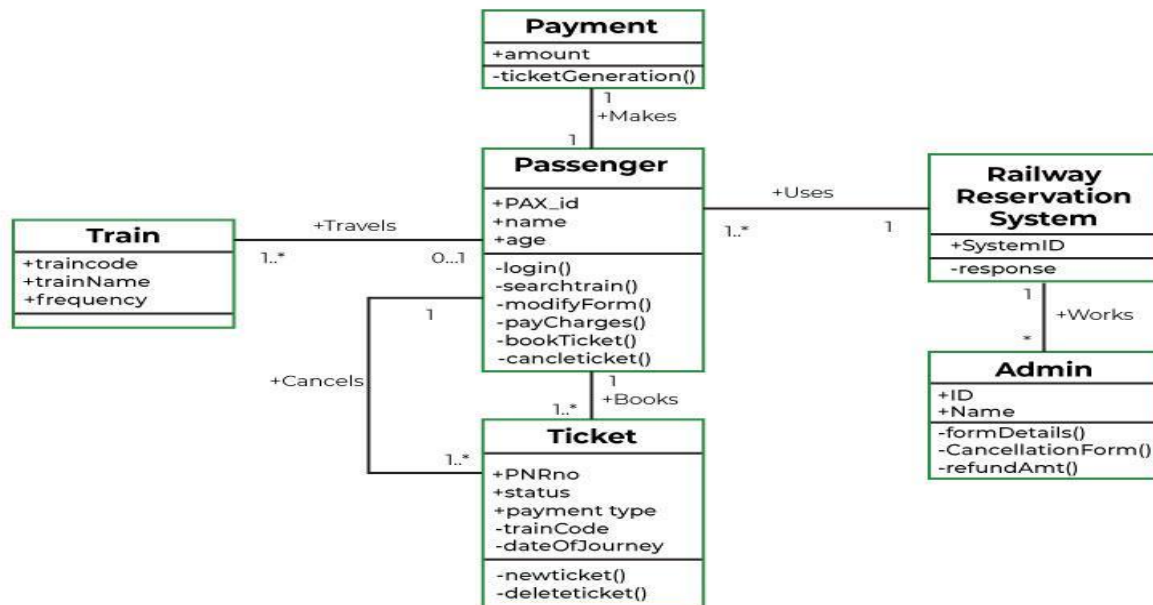 Payment
+amount
-ticketGeneration()
1
+Makes
1
Passenger
+PAX_id
+name
+age
-login()
-searchtrain()
-modifyForm()
-payCharges()
-bookTicket()
-cancleticket()
+Uses
1..*
1
Railway
Reservation
System
+SystemID
-response
1
+Works
*
Admin
+ID
+Name
-formDetails()
-CancellationForm()
-refundAmt()
+Travels
1..*
0...1
Train
+traincode
+trainName
+frequency
1
+Cancels
1..*
1
+Books
1..*
Ticket
+PNRno
+status
+payment type
-trainCode
-dateOfJourney
-newticket()
-deleteticket()